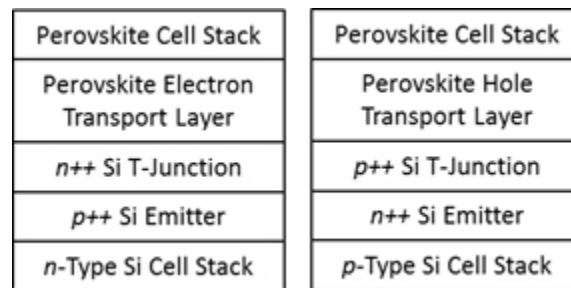 Perovskite Cell Stack
Perovskite Electron
Transport Layer
n++ Si T-Junction
p++ Si Emitter
n-Type Si Cell Stack
Perovskite Cell Stack
Perovskite Hole
Transport Layer
p++ Si T-Junction
n++ Si Emitter
p-Type Si Cell Stack